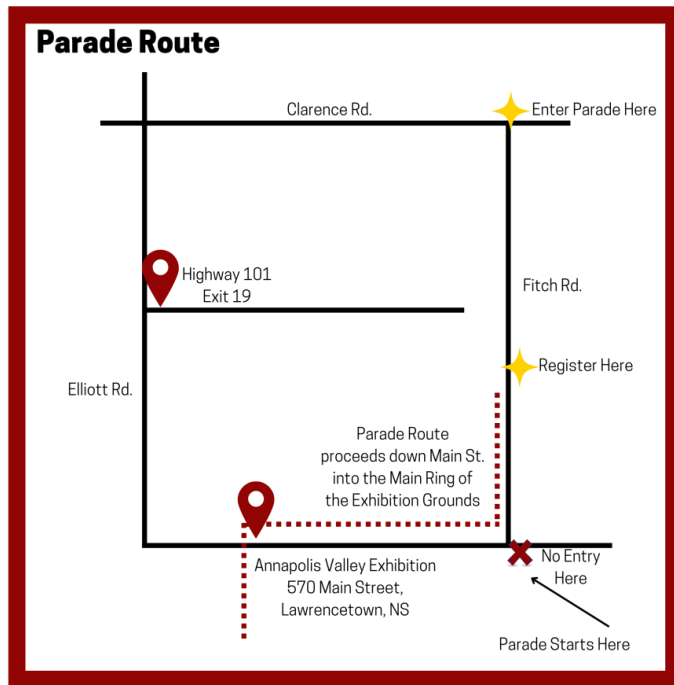 Parade Route
Clarence Rd.
Enter Parade Here
Highway 101
Exit 19
Fitch Rd.
Register Here
Elliott Rd.
Parade Route
proceeds down Main St.
into the Main Ring of
the Exhibition Grounds
Annapolis Valley Exhibition
570 Main Street,
Lawrencetown, NS
No Entry
Here
Parade Starts Here